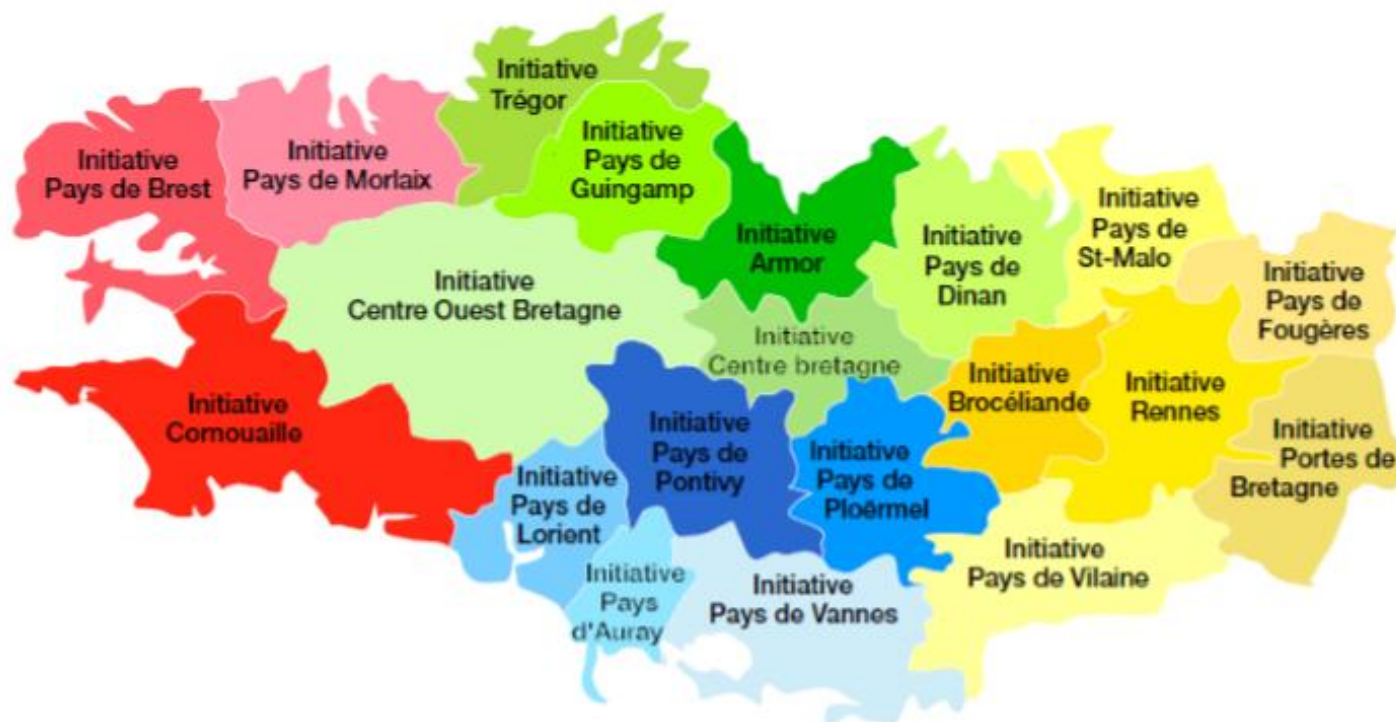 Initiative
Trégor
Initiative
Pays de Brest
Initiative
Pays de Morlaix
Initiative
Pays de
Guingamp
Initiative
Armor
Initiative
Pays de
Dinan
Initiative
Pays de
St-Malo
Initiative
Pays de
Fougères
Initiative
Centre Ouest Bretagne
Initiative
Centre bretagne
Initiative
Brocéliande
Initiative
Rennes
Initiative
Cornouaille
Initiative
Pays de
Pontivy
Initiative
Portes de
Bretagne
Initiative
Pays de
Lorient
Initiative
Pays de
Ploërmel
Initiative
Pays
d'Auray
Initiative
Pays de Vannes
Initiative
Pays de Vilaine